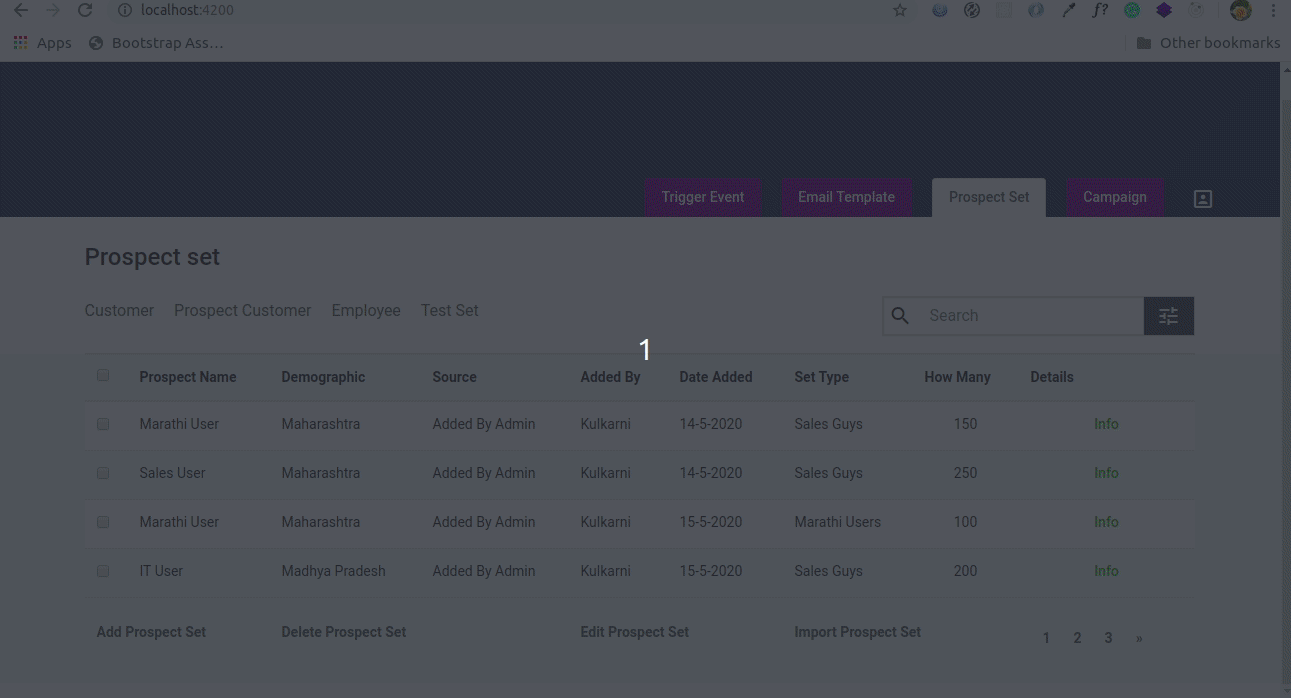 localhost:4200
f?
Apps Bootstrap Ass... Other bookmarks
Trigger Event Email Template Prospect Set Campaign
Prospect set
Customer Prospect Customer Employee Test Set Search
1
Prospect Name Demographic Source Added By Date Added Set Type How Many Details
Marathi User Maharashtra Added By Admin Kulkarni 14-5-2020 Sales Guys 150 Info
Sales User Maharashtra Added By Admin Kulkarni 14-5-2020 Sales Guys 250 Info
Marathi User Maharashtra Added By Admin Kulkarni 15-5-2020 Marathi Users 100 Info
IT User Madhya Pradesh Added By Admin Kulkarni 15-5-2020 Sales Guys 200 Info
Add Prospect Set Delete Prospect Set Edit Prospect Set Import Prospect Set 1 2 3 »